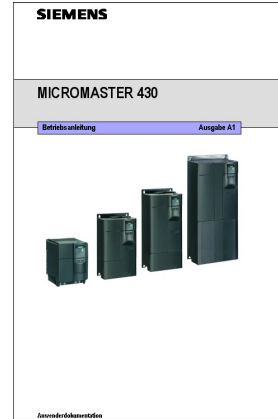 SIEMENS
MICROMASTER 430
Betriebsanleitung Ausgabe A1
Anwenderdokumentation